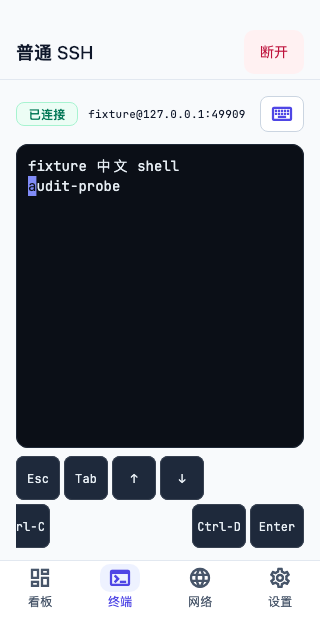 普通 SSH
断开
已连接 fixture@127.0.0.1:49909
fixture 中文 shell
audit-probe
Esc Tab ↑ ↓
rl-C Ctrl-D Enter
看板 终端 网络 设置